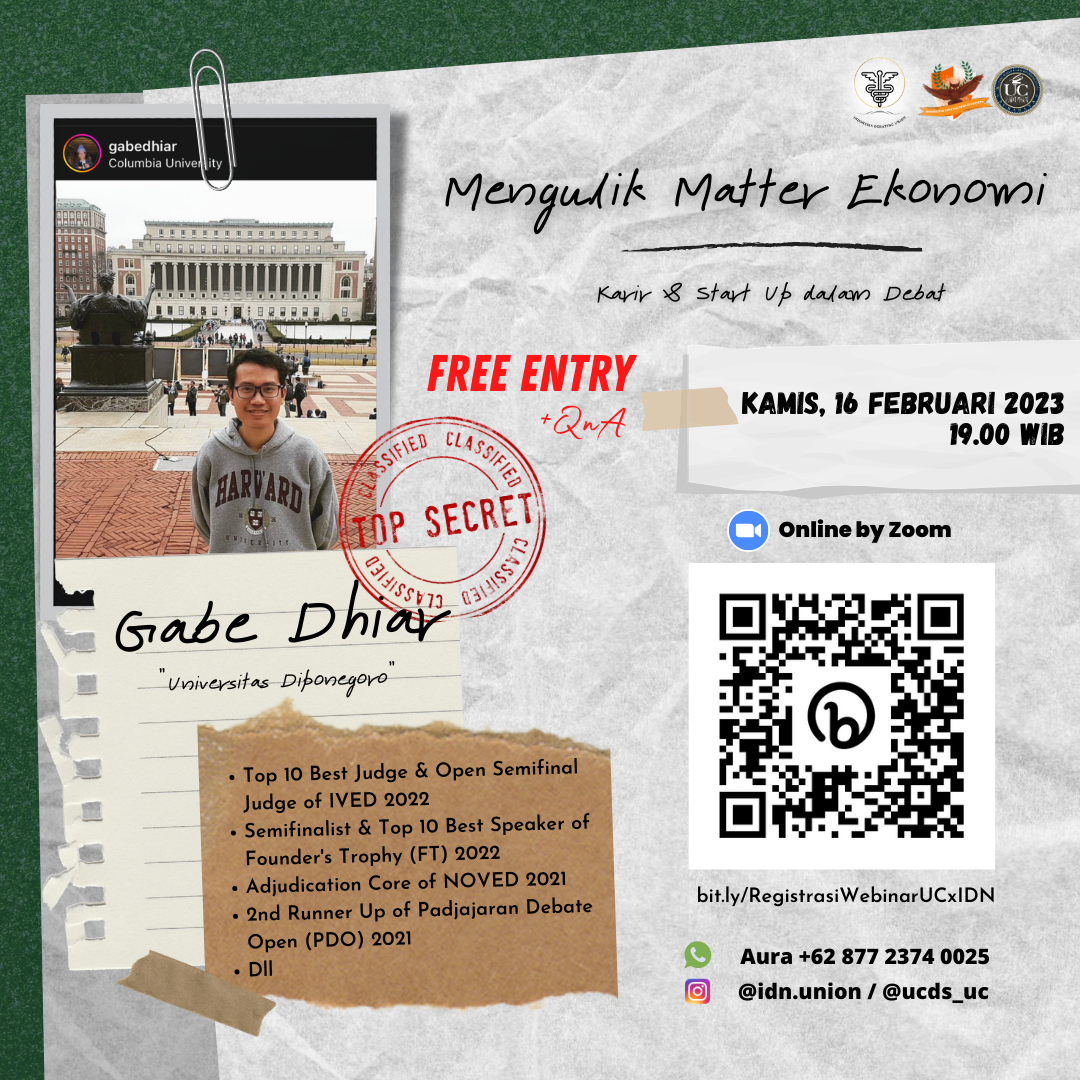 gabedhiar
Columbia University
Mengulik Matter Ekonomi
Karir & Start Up dalam Debat
FREE ENTRY
+QnA
KAMIS, 16 FEBRUARI 2023
19.00 WIB
Online by Zoom
HARVARD
UNIVERSITY
CLASSIFIED CLASSIFIED
TOP SECRET
CLASSIFIED CLASSIFIED CLASSIFIED
Gabe Dhiar
"Universitas Diponegoro"
• Top 10 Best Judge & Open Semifinal
Judge of IVED 2022
• Semifinalist & Top 10 Best Speaker of
Founder's Trophy (FT) 2022
• Adjudication Core of NOVED 2021
• 2nd Runner Up of Padjajaran Debate
Open (PDO) 2021
• Dll
bit.ly/RegistrasiWebinarUCxIDN
Aura +62 877 2374 0025
@idn.union / @ucds_uc
UC